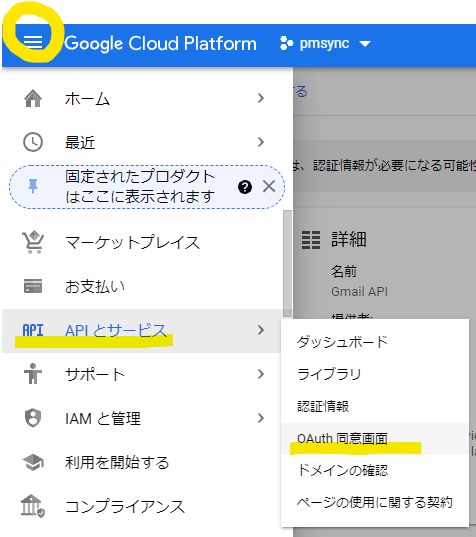 Google Cloud Platform
pmsync
ホーム
最近
固定されたプロダクト
はここに表示されます
マーケットプレイス
お支払い
API API とサービス
サポート
IAM と管理
利用を開始する
コンプライアンス
する
は、認証情報が必要になる可能性
詳細
名前
Gmail API
提供者:
ダッシュボード
ライブラリ
認証情報
OAuth 同意画面
ドメインの確認
ページの使用に関する契約